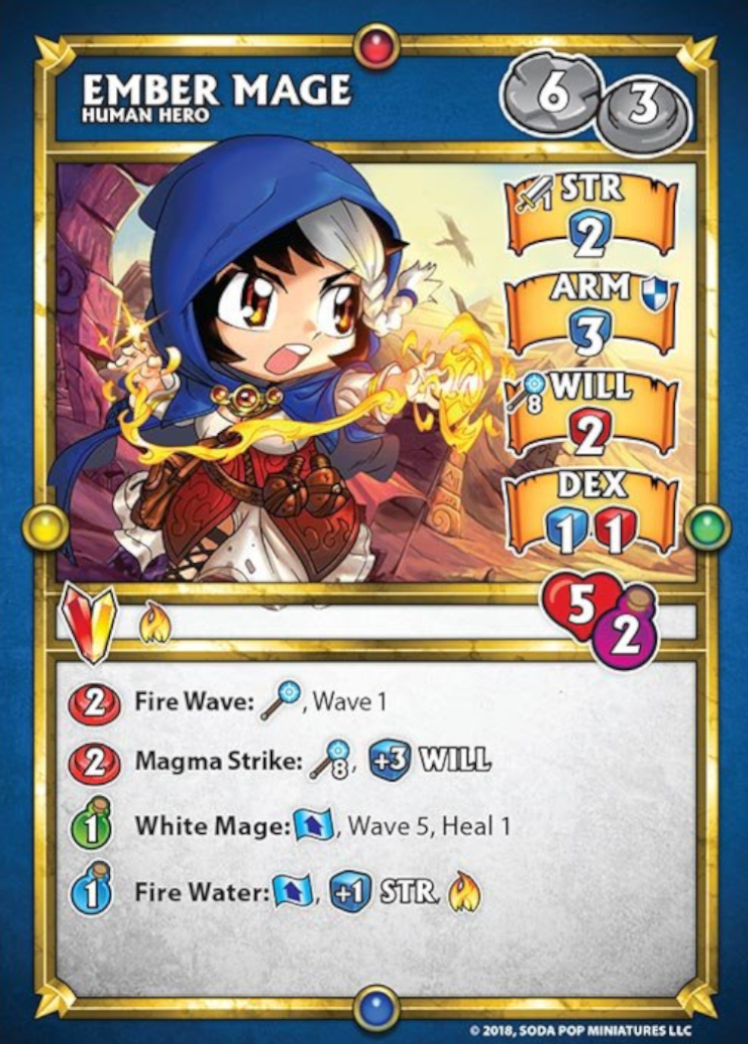 EMBER MAGE
HUMAN HERO
6
3
1 STR
2
ARM
3
8 WILL
2
DEX
1 1
5
2
2 Fire Wave: , Wave 1
2 Magma Strike: 8, +3 WILL
1 White Mage: , Wave 5, Heal 1
1 Fire Water: , +1 STR
© 2018, SODA POP MINIATURES LLC